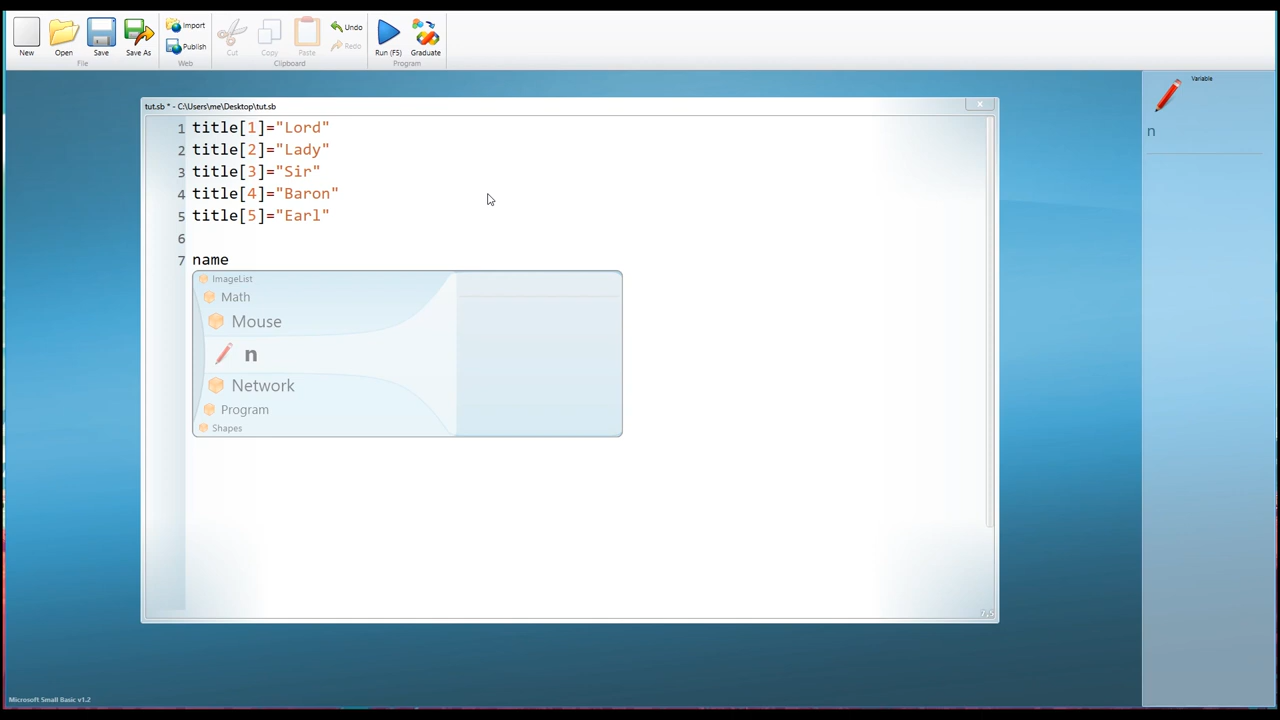 New
Open
Save
Save As
Import
Publish
Cut
Copy
Paste
Undo
Redo
Run (F5)
Graduate
File
Web
Clipboard
Program
Variable
n
tut.sb * - C:\Users\me\Desktop\tut.sb
1 title[1]="Lord"
2 title[2]="Lady"
3 title[3]="Sir"
4 title[4]="Baron"
5 title[5]="Earl"
6
7 name
ImageList
Math
Mouse
n
Network
Program
Shapes
7,5
Microsoft Small Basic v1.2